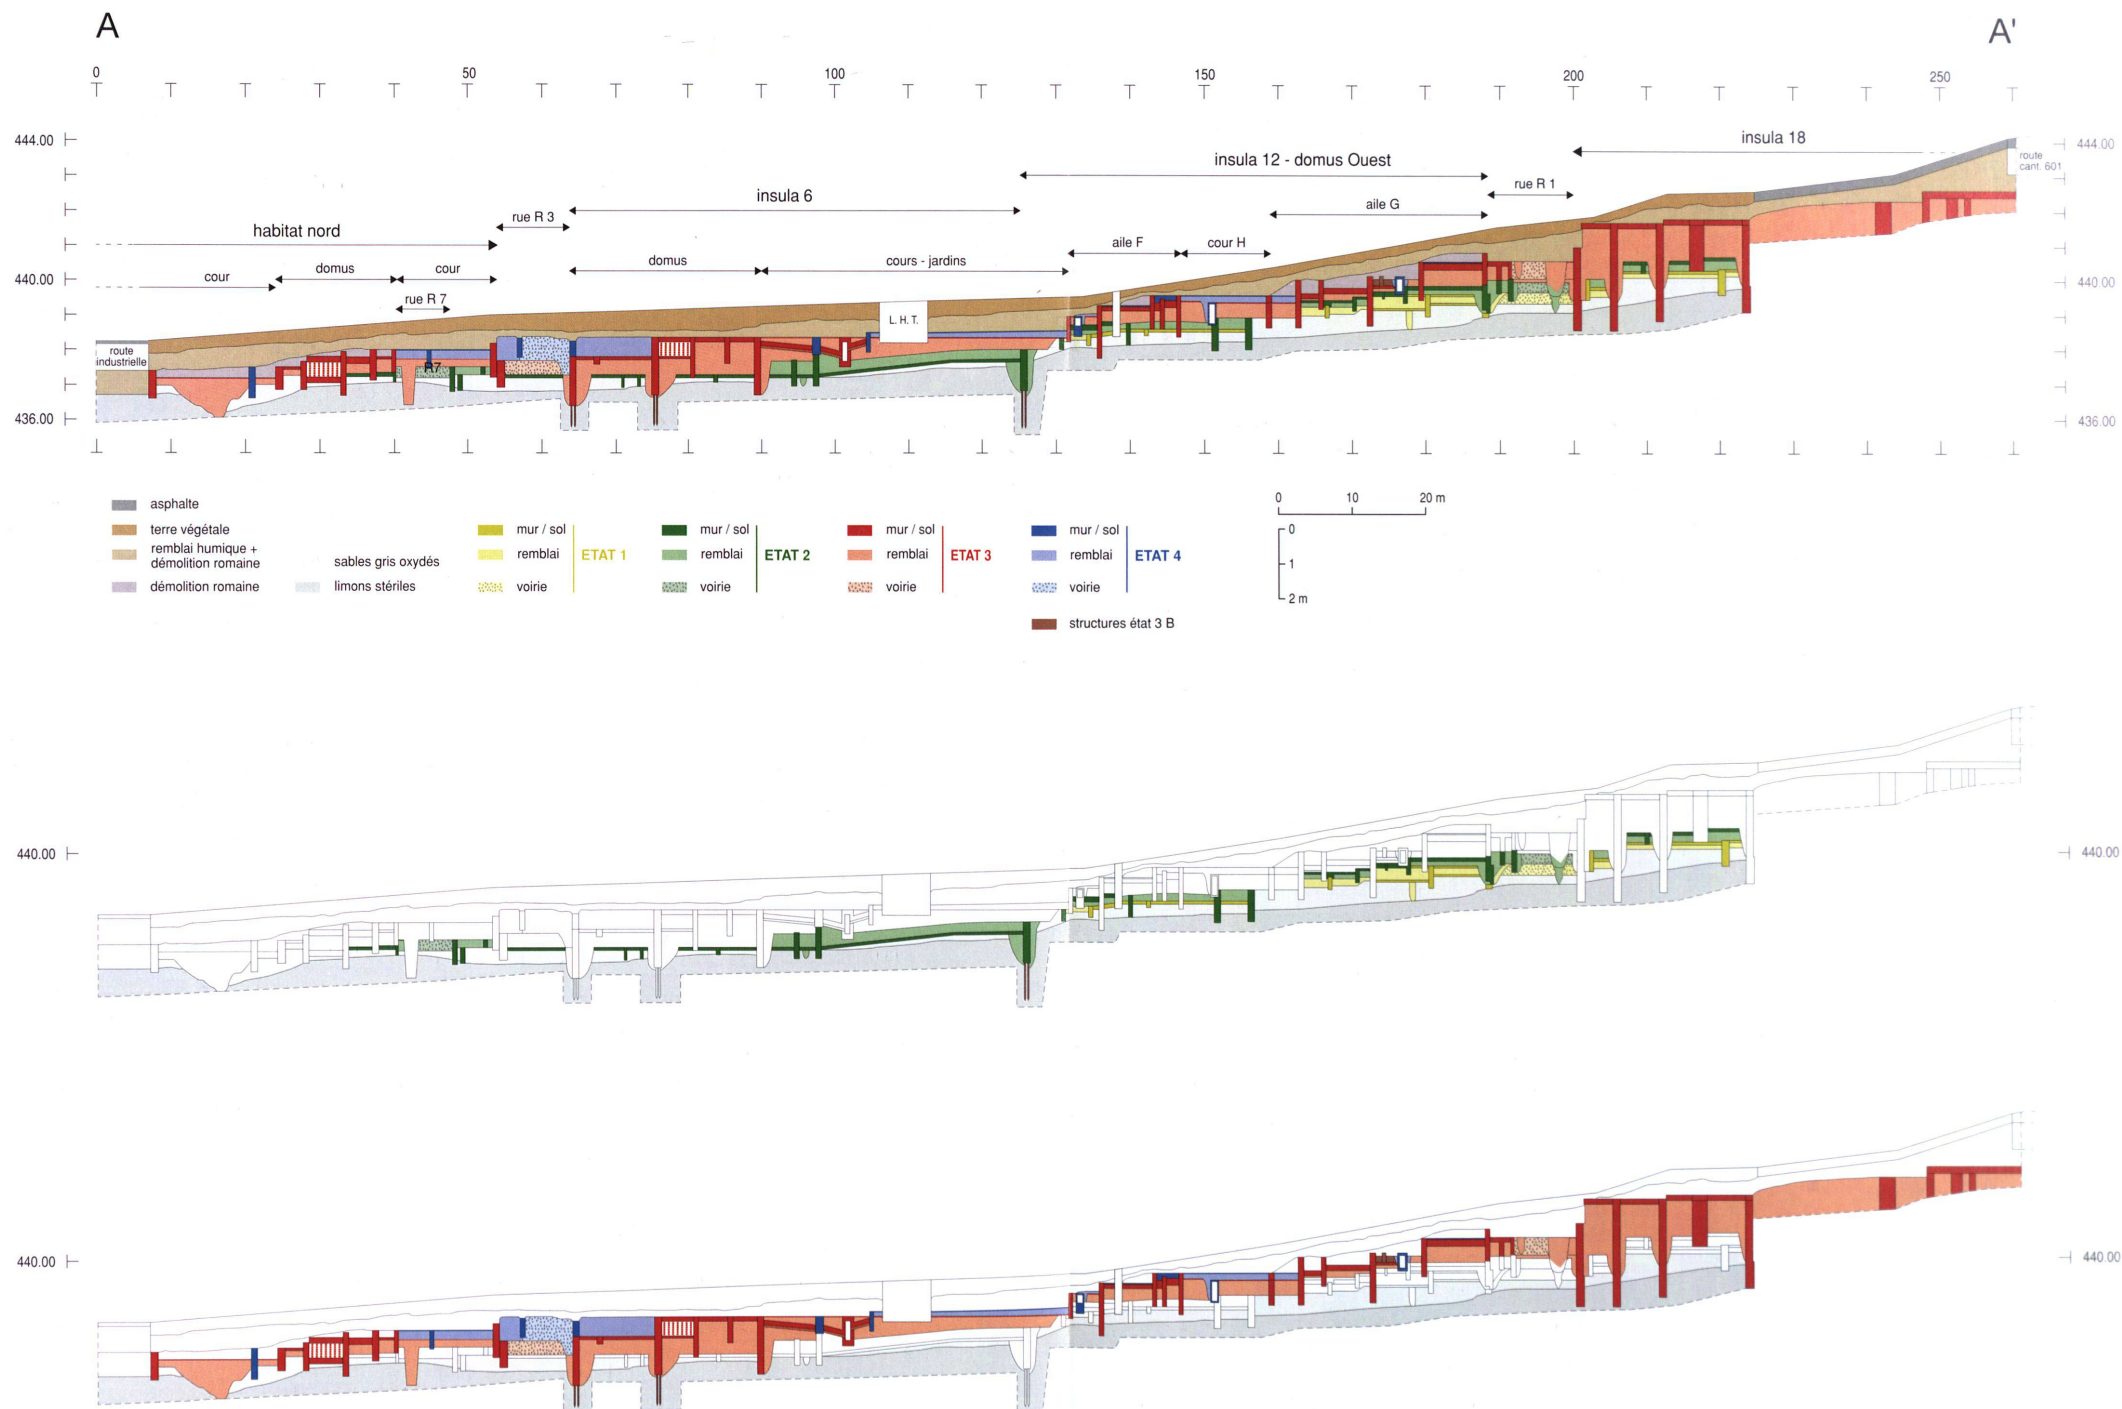 A
A'
0 50 100 150 200 250
444.00
440.00
436.00
444.00
440.00
436.00
insula 18
route
cant. 601
insula 12 - domus Ouest
rue R 1
insula 6
aile G
rue R 3
habitat nord
aile F
cour H
domus
cours - jardins
cour
domus
cour
rue R 7
L. H. T.
route
industrielle
R7
asphalte
terre végétale
remblai humique +
démolition romaine
démolition romaine
sables gris oxydés
limons stériles
mur / sol
remblai
voirie
ETAT 1
mur / sol
remblai
voirie
ETAT 2
mur / sol
remblai
voirie
ETAT 3
mur / sol
remblai
voirie
ETAT 4
structures état 3 B
0 10 20 m
0
1
2 m
440.00
440.00
440.00
440.00